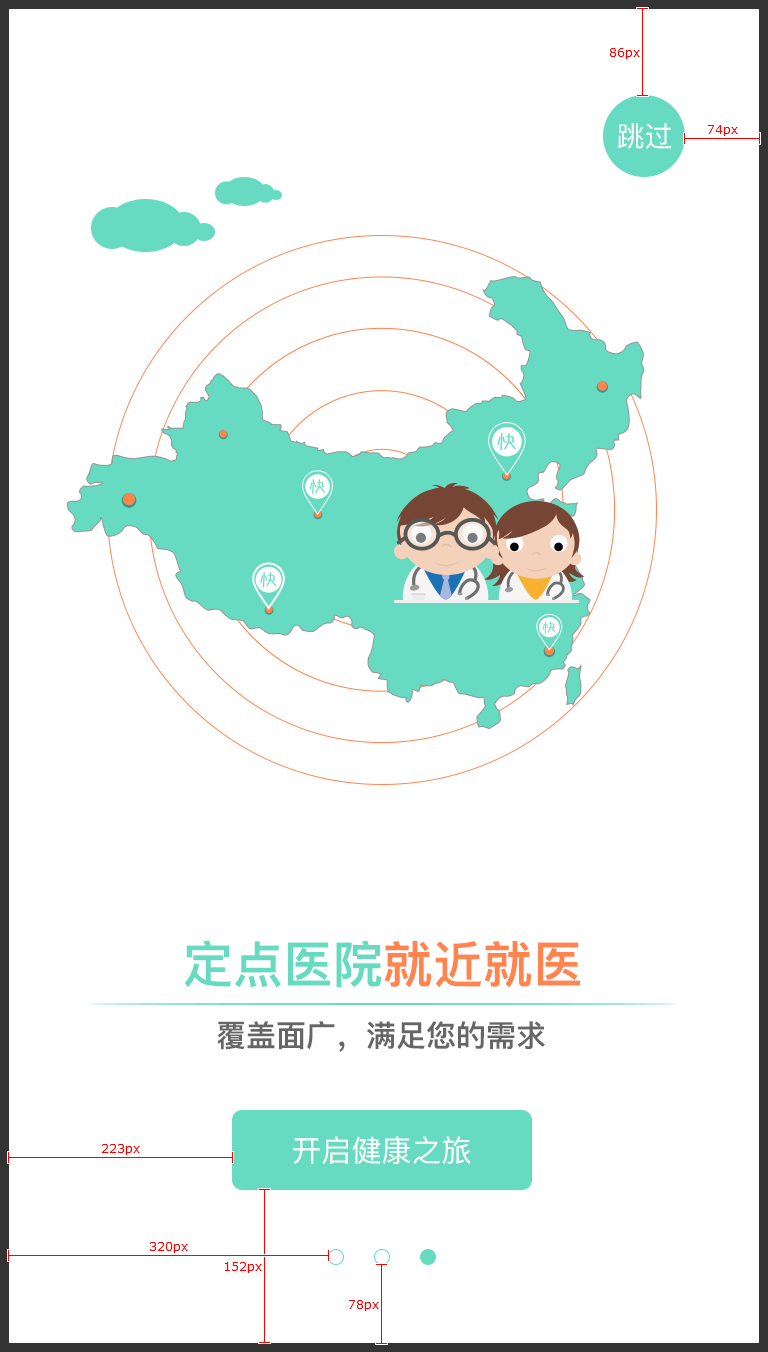 86px
跳过
74px
快
快
快
快
定点医院就近就医
覆盖面广，满足您的需求
开启健康之旅
223px
320px
152px
78px